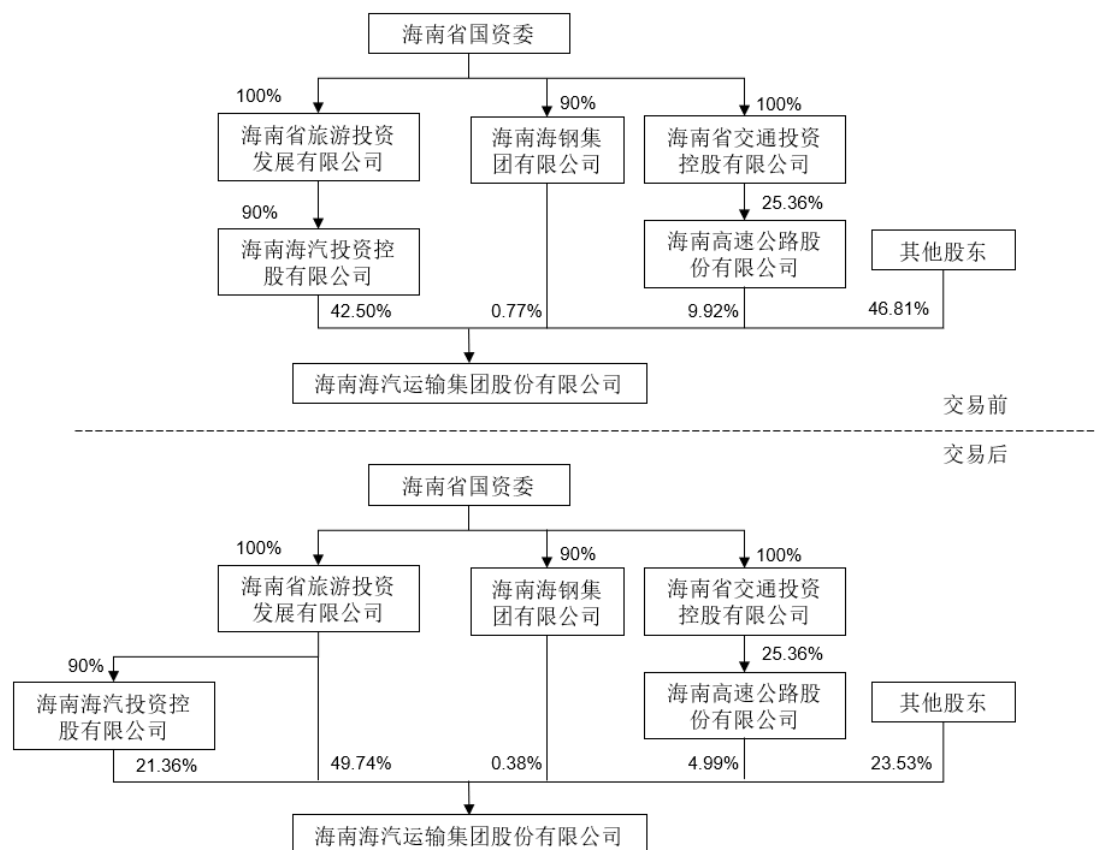 海南省国资委
100%
90%
100%
海南省旅游投资
发展有限公司
海南海钢集
团有限公司
海南省交通投资
控股有限公司
90%
25.36%
海南海汽投资控
股有限公司
海南高速公路股
份有限公司
其他股东
42.50%
0.77%
9.92%
46.81%
海南海汽运输集团股份有限公司
交易前
交易后
海南省国资委
100%
90%
100%
海南省旅游投资
发展有限公司
海南海钢集
团有限公司
海南省交通投资
控股有限公司
90%
25.36%
海南海汽投资控
股有限公司
海南高速公路股
份有限公司
其他股东
21.36%
49.74%
0.38%
4.99%
23.53%
海南海汽运输集团股份有限公司